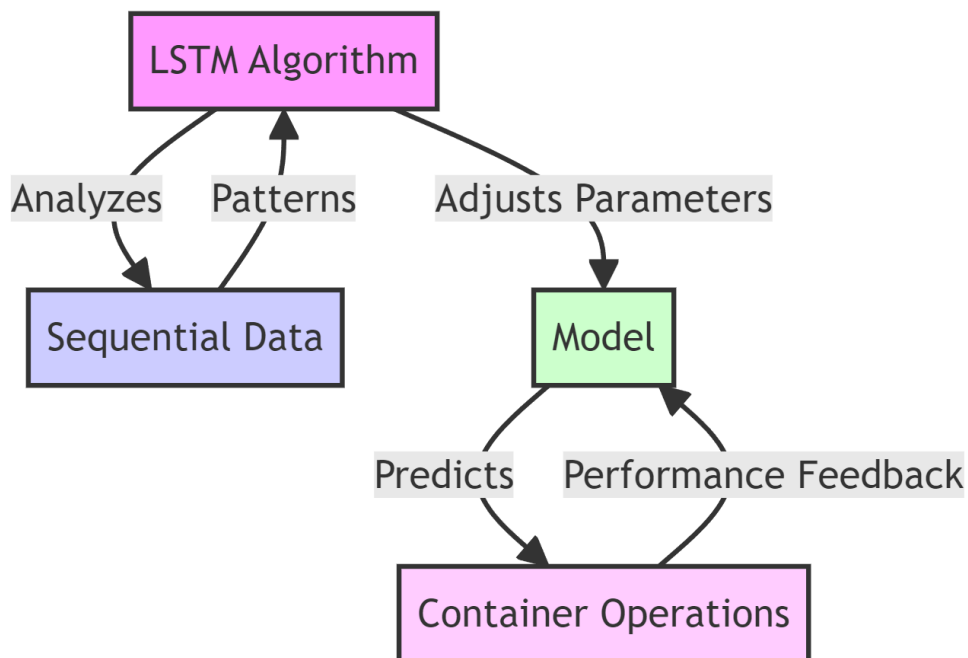 LSTM Algorithm
Analyzes
Patterns
Adjusts Parameters
Sequential Data
Model
Predicts
Performance Feedback
Container Operations